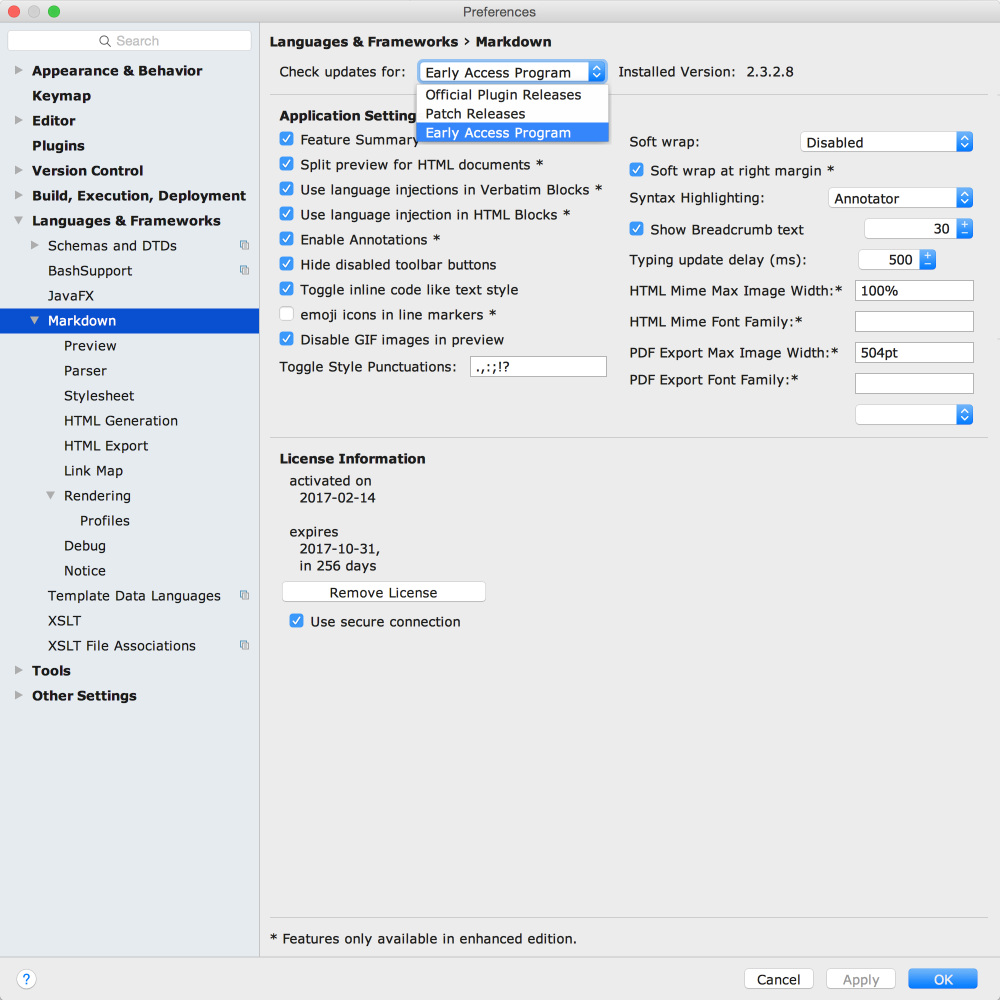 Preferences
Search
Appearance & Behavior
Keymap
Editor
Plugins
Version Control
Build, Execution, Deployment
Languages & Frameworks
Schemas and DTDs
BashSupport
JavaFX
Markdown
Preview
Parser
Stylesheet
HTML Generation
HTML Export
Link Map
Rendering
Profiles
Debug
Notice
Template Data Languages
XSLT
XSLT File Associations
Tools
Other Settings
Languages & Frameworks › Markdown
Check updates for: Early Access Program Installed Version: 2.3.2.8
Official Plugin Releases
Patch Releases
Early Access Program
Application Setting
Feature Summary
Split preview for HTML documents *
Use language injections in Verbatim Blocks *
Use language injection in HTML Blocks *
Enable Annotations *
Hide disabled toolbar buttons
Toggle inline code like text style
emoji icons in line markers *
Disable GIF images in preview
Toggle Style Punctuations: .,:;!?
Soft wrap: Disabled
Soft wrap at right margin *
Syntax Highlighting: Annotator
Show Breadcrumb text 30
Typing update delay (ms): 500
HTML Mime Max Image Width:* 100%
HTML Mime Font Family:*
PDF Export Max Image Width:* 504pt
PDF Export Font Family:*
License Information
activated on
2017-02-14
expires
2017-10-31,
in 256 days
Remove License
Use secure connection
* Features only available in enhanced edition.
?
Cancel
Apply
OK